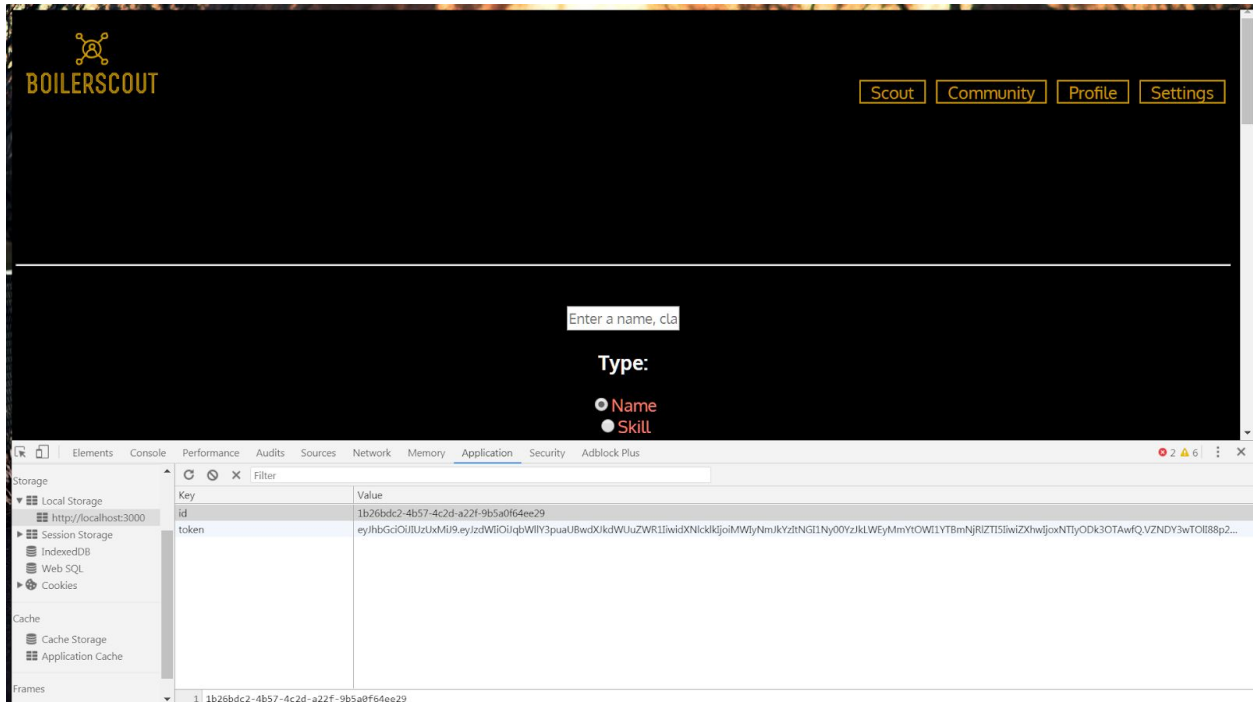 BOILERSCOUT
Scout Community Profile Settings
Enter a name, cla
Type:
Name
Skill
Elements Console Performance Audits Sources Network Memory Application Security Adblock Plus 2 6
Storage
Filter
Key Value
Local Storage
id 1b26bdc2-4b57-4c2d-a22f-9b5a0f64ee29
http://localhost:3000
token
Session Storage
IndexedDB
Web SQL
Cookies
Cache
Cache Storage
Application Cache
Frames
1 1b26bdc2-4b57-4c2d-a22f-9b5a0f64ee29